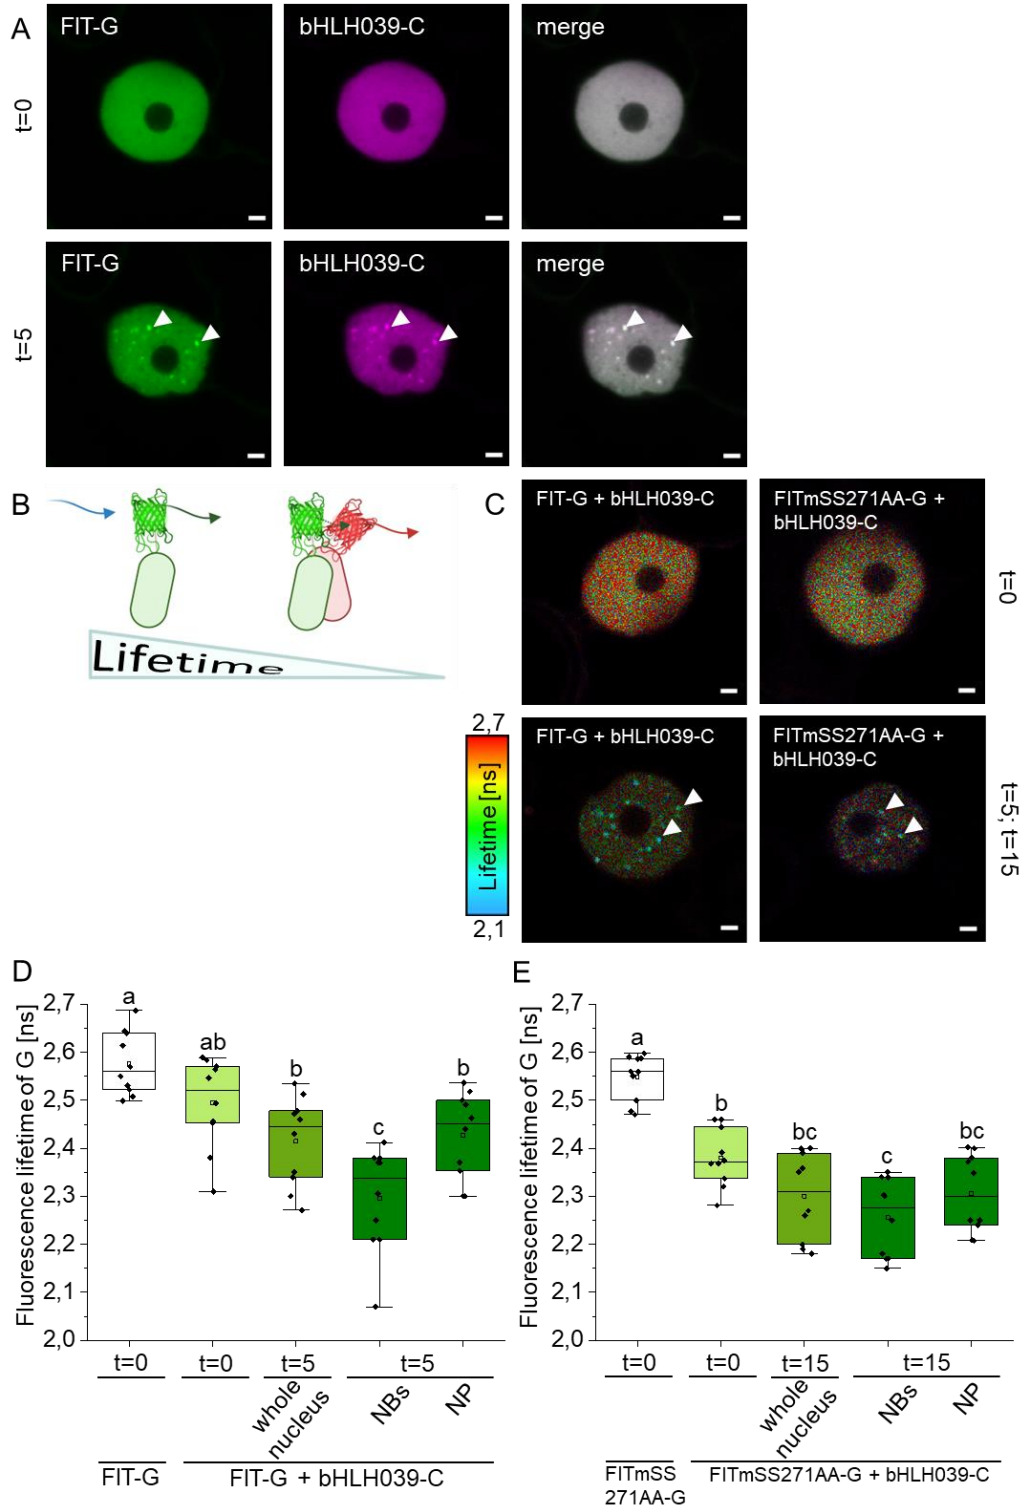 A
FIT-G
bHLH039-C
merge
t=0
FIT-G
bHLH039-C
merge
t=5
B
Lifetime
C
FIT-G + bHLH039-C
FITmSS271AA-G +
bHLH039-C
t=0
2,7
Lifetime [ns]
2,1
FIT-G + bHLH039-C
FITmSS271AA-G +
bHLH039-C
t=5; t=15
D
Fluorescence lifetime of G [ns]
2,7
2,6
2,5
2,4
2,3
2,2
2,1
2,0
a
ab
b
c
b
t=0
t=0
t=5
t=5
whole
nucleus
NBs
NP
FIT-G
FIT-G + bHLH039-C
E
Fluorescence lifetime of G [ns]
2,7
2,6
2,5
2,4
2,3
2,2
2,1
2,0
a
b
bc
c
bc
t=0
t=0
t=15
t=15
whole
nucleus
NBs
NP
FITmSS
271AA-G
FITmSS271AA-G + bHLH039-C